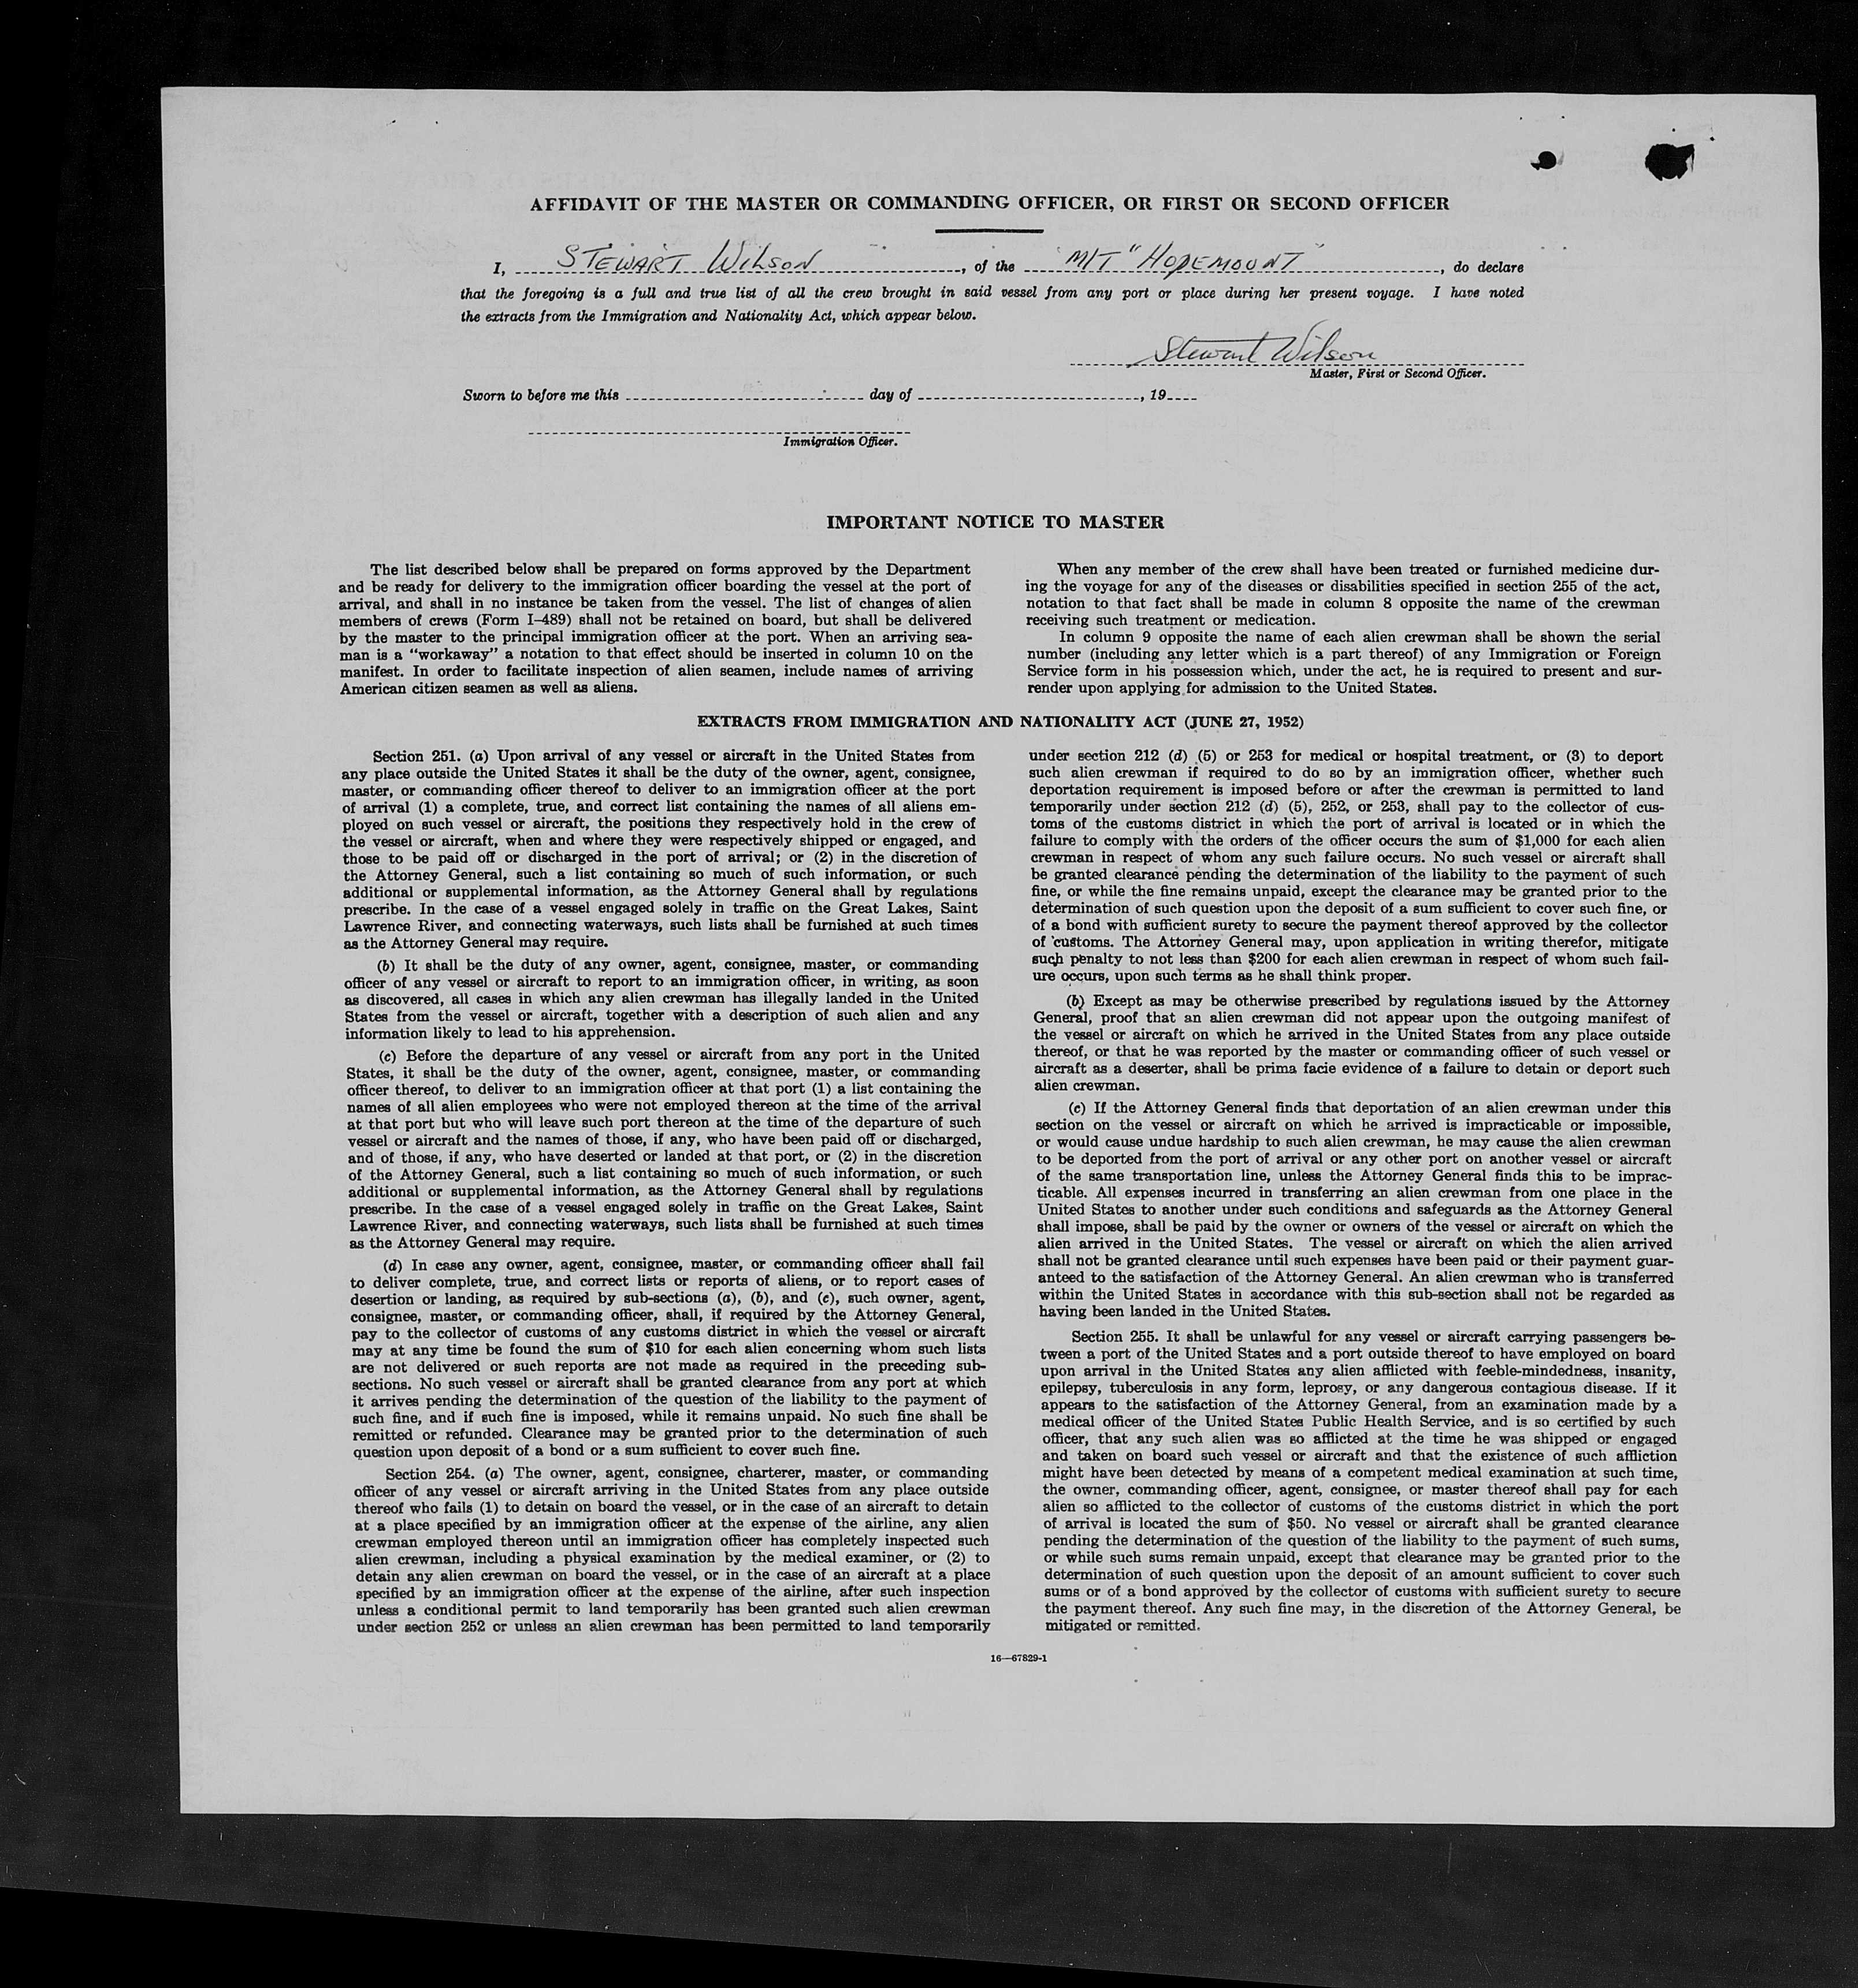 AFFIDAVIT OF THE MASTER OR COMMANDING OFFICER, OR FIRST OR SECOND OFFICER
I, STEWART WILSON, of the M/T "HOPEMOUNT", do declare
that the foregoing is a full and true list of all the crew brought in said vessel from any port or place during her present voyage. I have noted
the extracts from the Immigration and Nationality Act, which appear below.
Stewart Wilson
Master, First or Second Officer.
Sworn to before me this day of , 19
Immigration Officer.
IMPORTANT NOTICE TO MASTER
The list described below shall be prepared on forms approved by the Department
and be ready for delivery to the immigration officer boarding the vessel at the port of
arrival, and shall in no instance be taken from the vessel. The list of changes of alien
members of crews (Form I-489) shall not be retained on board, but shall be delivered
by the master to the principal immigration officer at the port. When an arriving sea-
man is a "workaway" a notation to that effect should be inserted in column 10 on the
manifest. In order to facilitate inspection of alien seamen, include names of arriving
American citizen seamen as well as aliens.
When any member of the crew shall have been treated or furnished medicine dur-
ing the voyage for any of the diseases or disabilities specified in section 255 of the act,
notation to that fact shall be made in column 8 opposite the name of the crewman
receiving such treatment or medication.
In column 9 opposite the name of each alien crewman shall be shown the serial
number (including any letter which is a part thereof) of any Immigration or Foreign
Service form in his possession which, under the act, he is required to present and sur-
render upon applying for admission to the United States.
EXTRACTS FROM IMMIGRATION AND NATIONALITY ACT (JUNE 27, 1952)
Section 251. (a) Upon arrival of any vessel or aircraft in the United States from
any place outside the United States it shall be the duty of the owner, agent, consignee,
master, or commanding officer thereof to deliver to an immigration officer at the port
of arrival (1) a complete, true, and correct list containing the names of all aliens em-
ployed on such vessel or aircraft, the positions they respectively hold in the crew of
the vessel or aircraft, when and where they were respectively shipped or engaged, and
those to be paid off or discharged in the port of arrival; or (2) in the discretion of
the Attorney General, such a list containing so much of such information, or such
additional or supplemental information, as the Attorney General shall by regulations
prescribe. In the case of a vessel engaged solely in traffic on the Great Lakes, Saint
Lawrence River, and connecting waterways, such lists shall be furnished at such times
as the Attorney General may require.
(b) It shall be the duty of any owner, agent, consignee, master, or commanding
officer of any vessel or aircraft to report to an immigration officer, in writing, as soon
as discovered, all cases in which any alien crewman has illegally landed in the United
States from the vessel or aircraft, together with a description of such alien and any
information likely to lead to his apprehension.
(c) Before the departure of any vessel or aircraft from any port in the United
States, it shall be the duty of the owner, agent, consignee, master, or commanding
officer thereof, to deliver to an immigration officer at that port (1) a list containing the
names of all alien employees who were not employed thereon at the time of the arrival
at that port but who will leave such port thereon at the time of the departure of such
vessel or aircraft and the names of those, if any, who have been paid off or discharged,
and of those, if any, who have deserted or landed at that port, or (2) in the discretion
of the Attorney General, such a list containing so much of such information, or such
additional or supplemental information, as the Attorney General shall by regulations
prescribe. In the case of a vessel engaged solely in traffic on the Great Lakes, Saint
Lawrence River, and connecting waterways, such lists shall be furnished at such times
as the Attorney General may require.
(d) In case any owner, agent, consignee, master, or commanding officer shall fail
to deliver complete, true, and correct lists or reports of aliens, or to report cases of
desertion or landing, as required by sub-sections (a), (b), and (c), such owner, agent,
consignee, master, or commanding officer, shall, if required by the Attorney General,
pay to the collector of customs of any customs district in which the vessel or aircraft
may at any time be found the sum of $10 for each alien concerning whom such lists
are not delivered or such reports are not made as required in the preceding sub-
sections. No such vessel or aircraft shall be granted clearance from any port at which
it arrives pending the determination of the question of the liability to the payment of
such fine, and if such fine is imposed, while it remains unpaid. No such fine shall be
remitted or refunded. Clearance may be granted prior to the determination of such
question upon deposit of a bond or a sum sufficient to cover such fine.
Section 254. (a) The owner, agent, consignee, charterer, master, or commanding
officer of any vessel or aircraft arriving in the United States from any place outside
thereof who fails (1) to detain on board the vessel, or in the case of an aircraft to detain
at a place specified by an immigration officer at the expense of the airline, any alien
crewman employed thereon until an immigration officer has completely inspected such
alien crewman, including a physical examination by the medical examiner, or (2) to
detain any alien crewman on board the vessel, or in the case of an aircraft at a place
specified by an immigration officer at the expense of the airline, after such inspection
unless a conditional permit to land temporarily has been granted such alien crewman
under section 252 or unless an alien crewman has been permitted to land temporarily
under section 212 (d) (5) or 253 for medical or hospital treatment, or (3) to deport
such alien crewman if required to do so by an immigration officer, whether such
deportation requirement is imposed before or after the crewman is permitted to land
temporarily under section 212 (d) (5), 252, or 253, shall pay to the collector of cus-
toms of the customs district in which the port of arrival is located or in which the
failure to comply with the orders of the officer occurs the sum of $1,000 for each alien
crewman in respect of whom any such failure occurs. No such vessel or aircraft shall
be granted clearance pending the determination of the liability to the payment of such
fine, or while the fine remains unpaid, except the clearance may be granted prior to the
determination of such question upon the deposit of a sum sufficient to cover such fine, or
of a bond with sufficient surety to secure the payment thereof approved by the collector
of customs. The Attorney General may, upon application in writing therefor, mitigate
such penalty to not less than $200 for each alien crewman in respect of whom such fail-
ure occurs, upon such terms as he shall think proper.
(b) Except as may be otherwise prescribed by regulations issued by the Attorney
General, proof that an alien crewman did not appear upon the outgoing manifest of
the vessel or aircraft on which he arrived in the United States from any place outside
thereof, or that he was reported by the master or commanding officer of such vessel or
aircraft as a deserter, shall be prima facie evidence of a failure to detain or deport such
alien crewman.
(c) If the Attorney General finds that deportation of an alien crewman under this
section on the vessel or aircraft on which he arrived is impracticable or impossible,
or would cause undue hardship to such alien crewman, he may cause the alien crewman
to be deported from the port of arrival or any other port on another vessel or aircraft
of the same transportation line, unless the Attorney General finds this to be imprac-
ticable. All expenses incurred in transferring an alien crewman from one place in the
United States to another under such conditions and safeguards as the Attorney General
shall impose, shall be paid by the owner or owners of the vessel or aircraft on which the
alien arrived in the United States. The vessel or aircraft on which the alien arrived
shall not be granted clearance until such expenses have been paid or their payment guar-
anteed to the satisfaction of the Attorney General. An alien crewman who is transferred
within the United States in accordance with this sub-section shall not be regarded as
having been landed in the United States.
Section 255. It shall be unlawful for any vessel or aircraft carrying passengers be-
tween a port of the United States and a port outside thereof to have employed on board
upon arrival in the United States any alien afflicted with feeble-mindedness, insanity,
epilepsy, tuberculosis in any form, leprosy, or any dangerous contagious disease. If it
appears to the satisfaction of the Attorney General, from an examination made by a
medical officer of the United States Public Health Service, and is so certified by such
officer, that any such alien was so afflicted at the time he was shipped or engaged
and taken on board such vessel or aircraft and that the existence of such affliction
might have been detected by means of a competent medical examination at such time,
the owner, commanding officer, agent, consignee, or master thereof shall pay for each
alien so afflicted to the collector of customs of the customs district in which the port
of arrival is located the sum of $50. No vessel or aircraft shall be granted clearance
pending the determination of the question of the liability to the payment of such sums,
or while such sums remain unpaid, except that clearance may be granted prior to the
determination of such question upon the deposit of an amount sufficient to cover such
sums or of a bond approved by the collector of customs with sufficient surety to secure
the payment thereof. Any such fine may, in the discretion of the Attorney General, be
mitigated or remitted.
16—67829-1